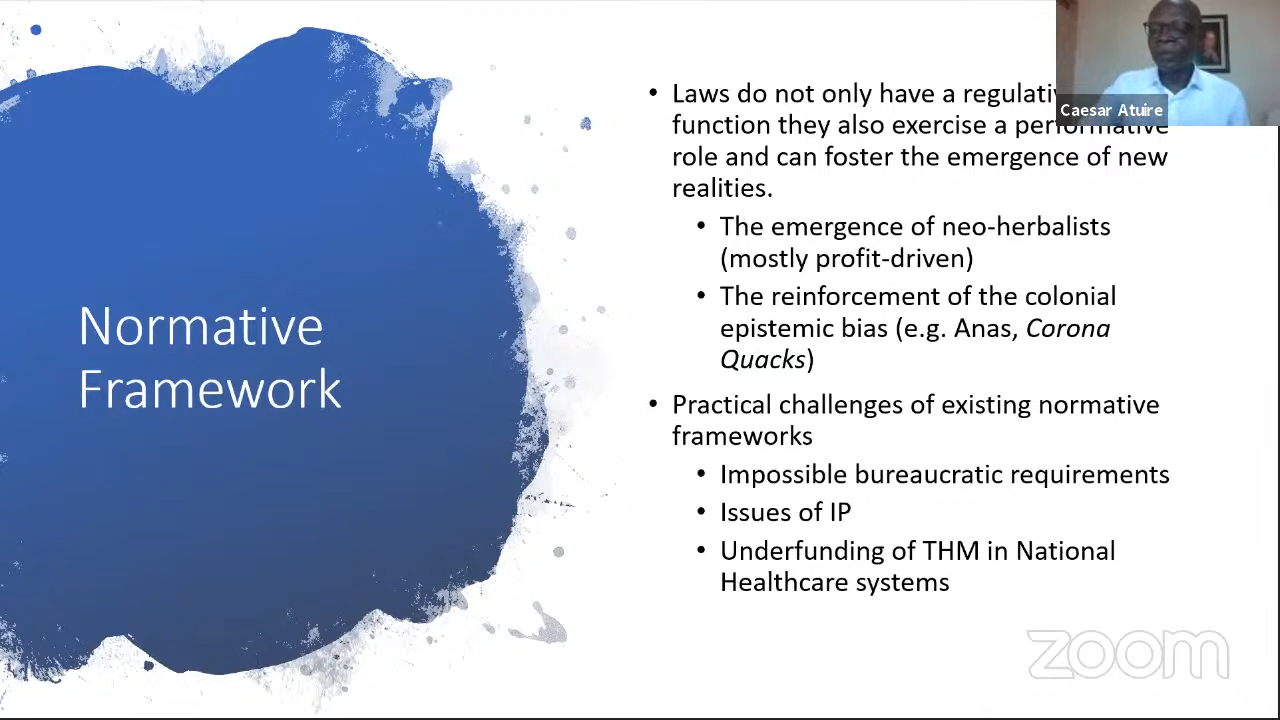 Normative
Framework
• Laws do not only have a
function they also exercise a performative
role and can foster the emergence of new
realities.
• The emergence of neo-herbalists
(mostly profit-driven)
• The reinforcement of the colonial
epistemic bias (e.g. Anas, Corona
Quacks)
• Practical challenges of existing normative
frameworks
• Impossible bureaucratic requirements
• Issues of IP
• Underfunding of THM in National
Healthcare systems
Caesar Atuire
zoom